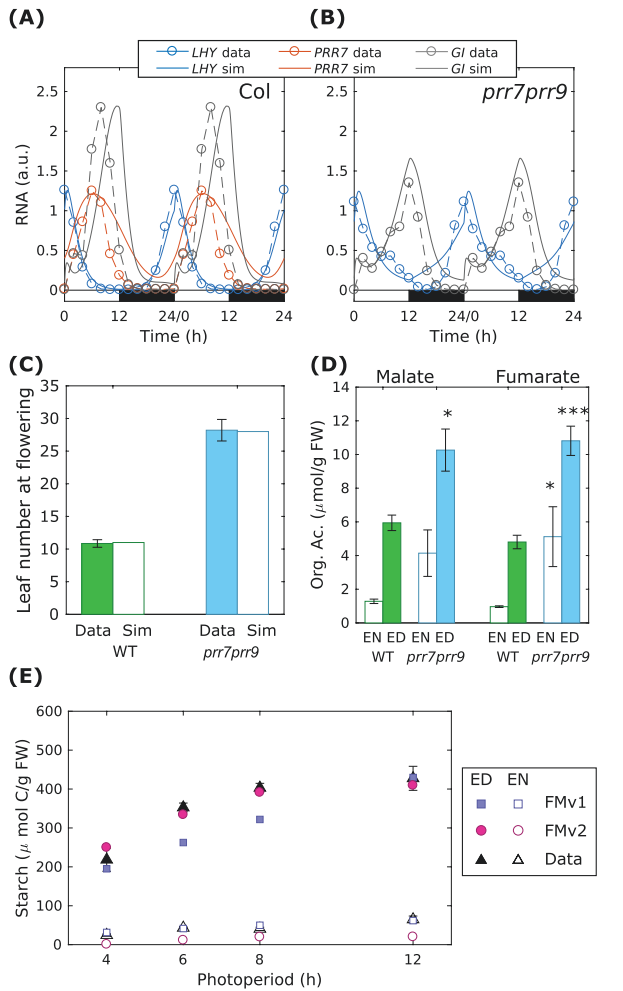 (A)
(B)
LHY data PRR7 data GI data
LHY sim PRR7 sim GI sim
Col
prr7prr9
RNA (a.u.)
2.5
2
1.5
1
0.5
0
0 12 24/0 12 24
0 12 24/0 12 24
Time (h)
Time (h)
(C)
Leaf number at flowering
35
30
25
20
15
10
5
0
Data Sim Data Sim
WT prr7prr9
(D)
Malate Fumarate
Org. Ac. (μmol/g FW)
14
12
10
8
6
4
2
0
* * ***
EN ED EN ED EN ED EN ED
WT prr7prr9 WT prr7prr9
(E)
Starch (μ mol C/g FW)
600
500
400
300
200
100
0
4 6 8 12
Photoperiod (h)
ED EN
FMv1
FMv2
Data